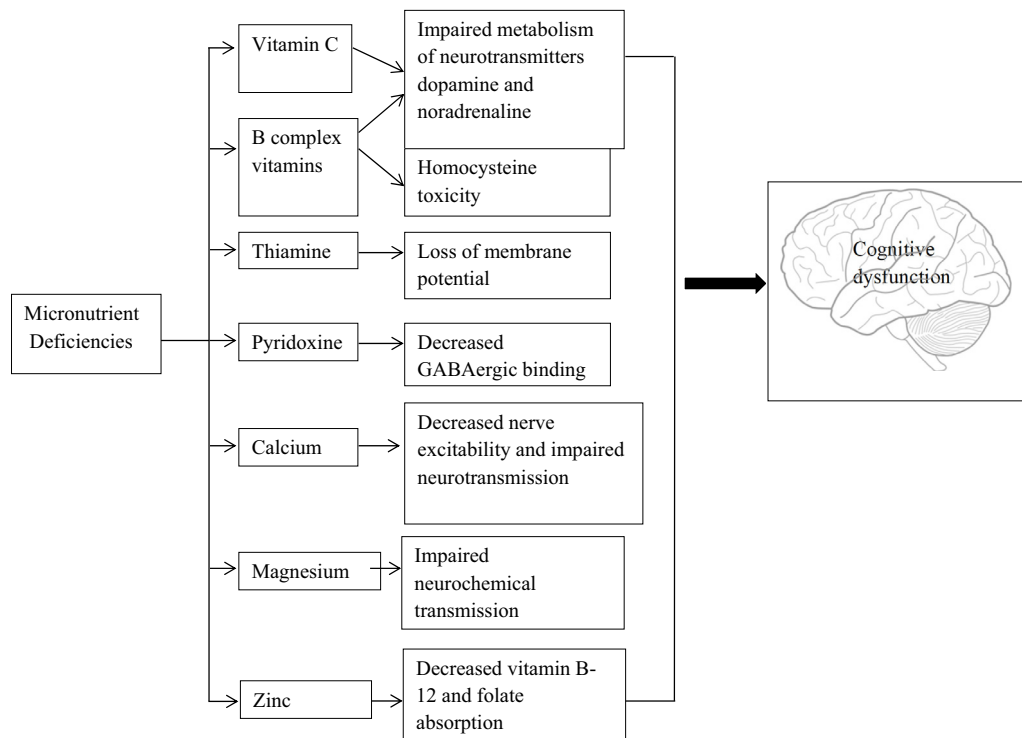 Micronutrient
Deficiencies
Vitamin C
B complex
vitamins
Thiamine
Pyridoxine
Calcium
Magnesium
Zinc
Impaired metabolism
of neurotransmitters
dopamine and
noradrenaline
Homocysteine
toxicity
Loss of membrane
potential
Decreased
GABAergic binding
Decreased nerve
excitability and impaired
neurotransmission
Impaired
neurochemical
transmission
Decreased vitamin B-
12 and folate
absorption
Cognitive
dysfunction